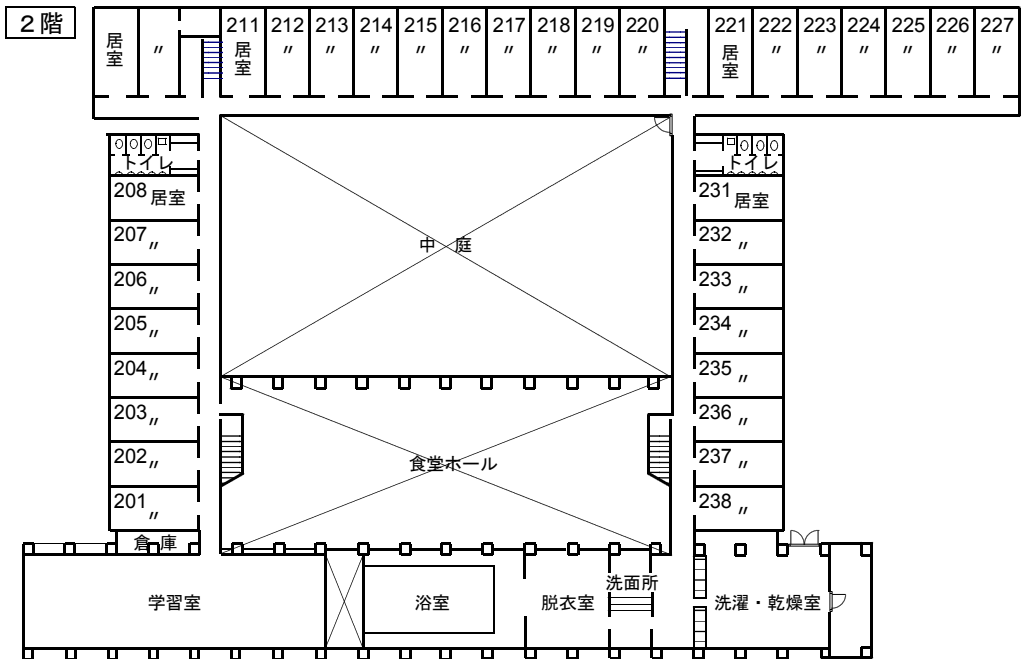 2階
居室 〃 211 居室 212 〃 213 〃 214 〃 215 〃 216 〃 217 〃 218 〃 219 〃 220 〃 221 居室 222 〃 223 〃 224 〃 225 〃 226 〃 227 〃
トイレ
208 居室
207 〃
206 〃
205 〃
204 〃
203 〃
202 〃
201 〃
倉庫
中庭
食堂ホール
トイレ
231 居室
232 〃
233 〃
234 〃
235 〃
236 〃
237 〃
238 〃
学習室
浴室
脱衣室
洗面所
洗濯・乾燥室